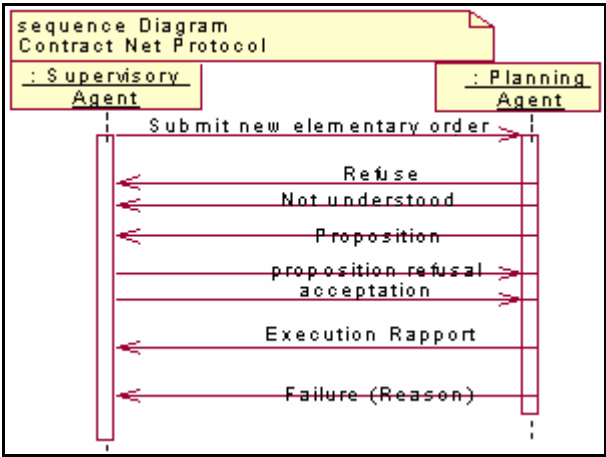 sequence Diagram
Contract Net Protocol
: Supervisory
Agent
: Planning
Agent
Submit new elementary order
Refuse
Not understood
Proposition
proposition refusal
acceptation
Execution Rapport
Failure (Reason)